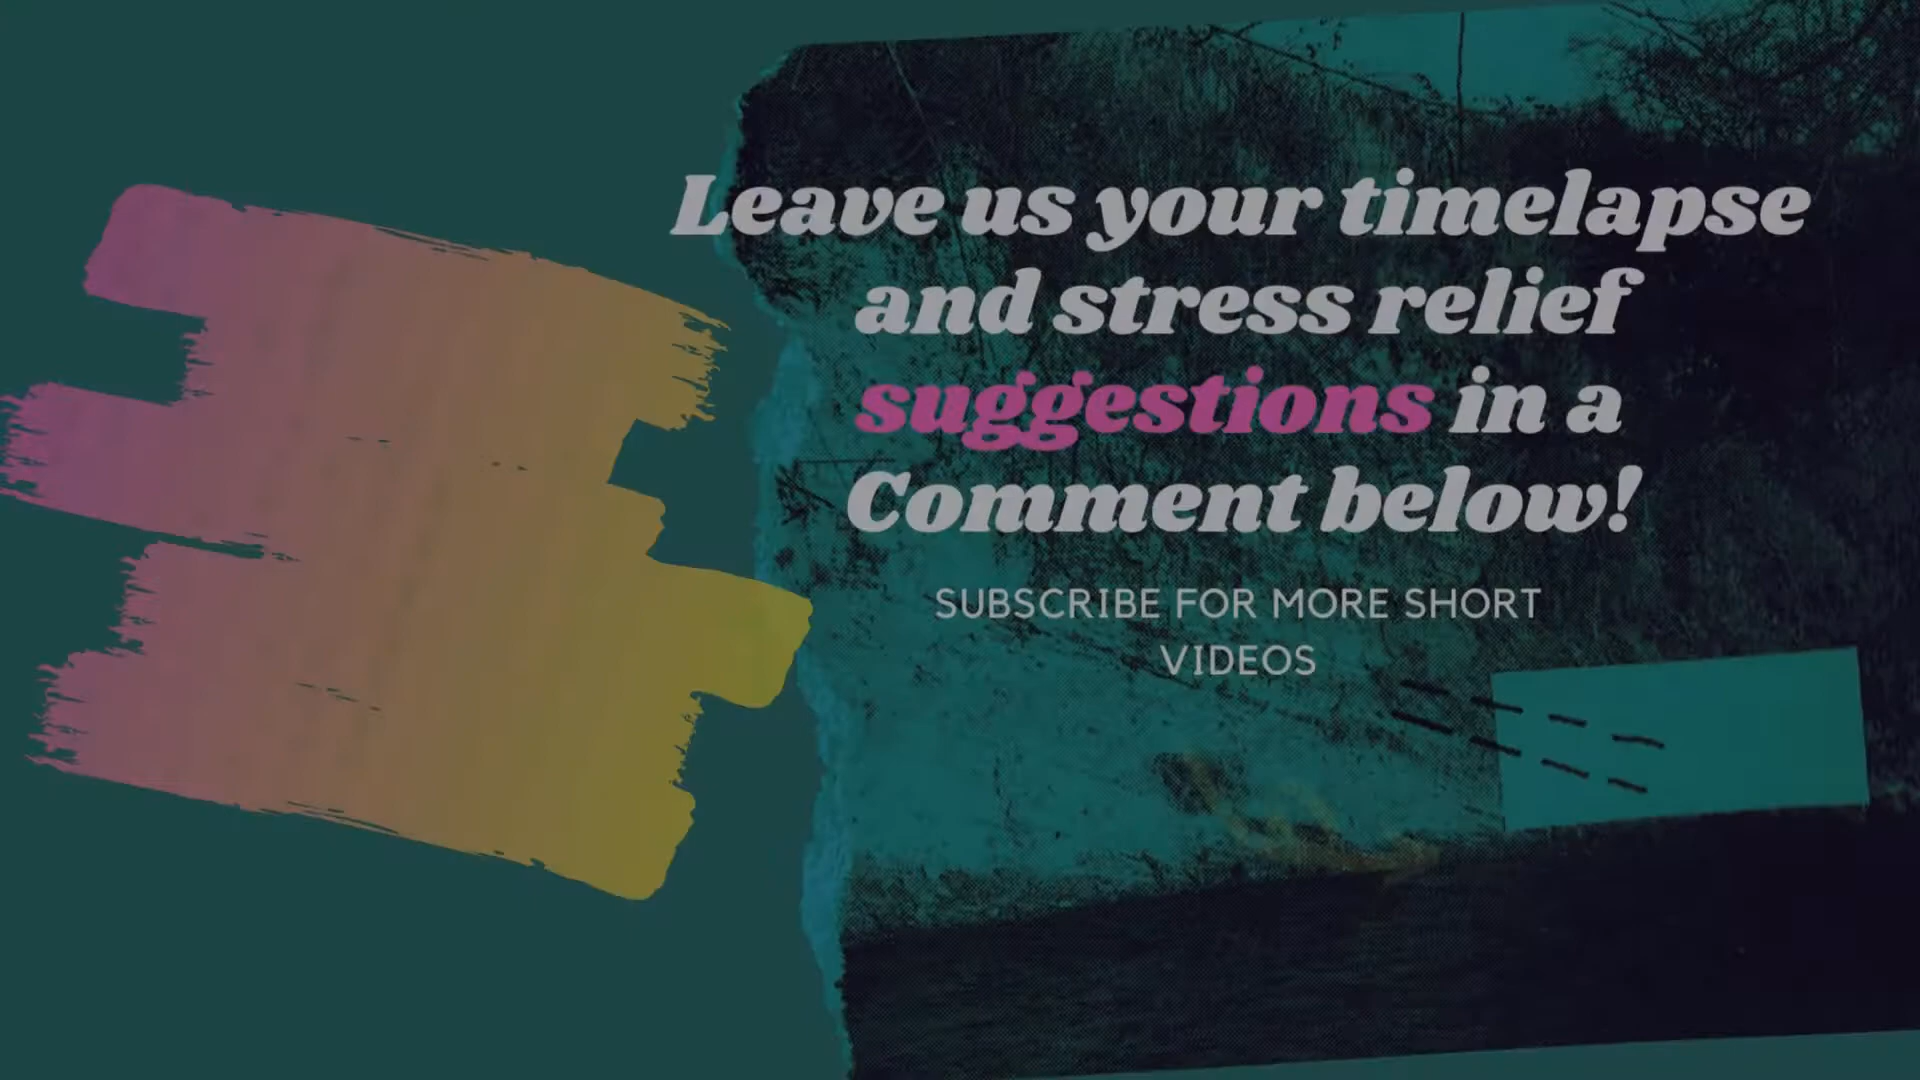 Leave us your timelapse
and stress relief
suggestions in a
Comment below!
SUBSCRIBE FOR MORE SHORT
VIDEOS